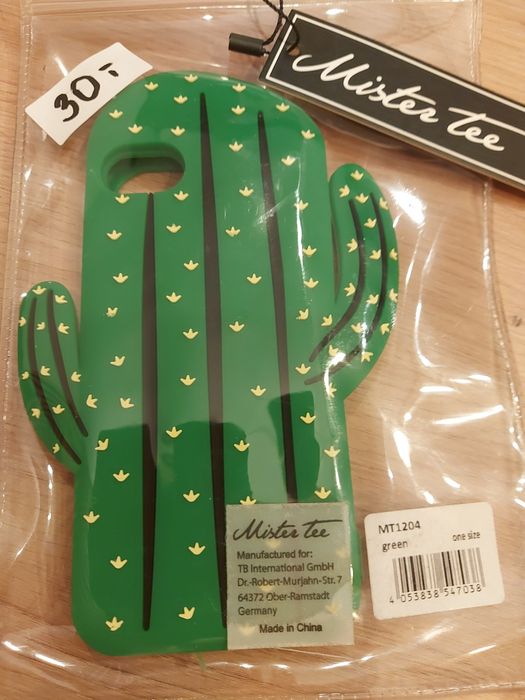 30,-
Mister tee
Mister tee
Manufactured for:
TB International GmbH
Dr.-Robert-Murjahn-Str. 7
64372 Ober-Ramstadt
Germany
Made in China
MT1204
green one size
4 053838 547038